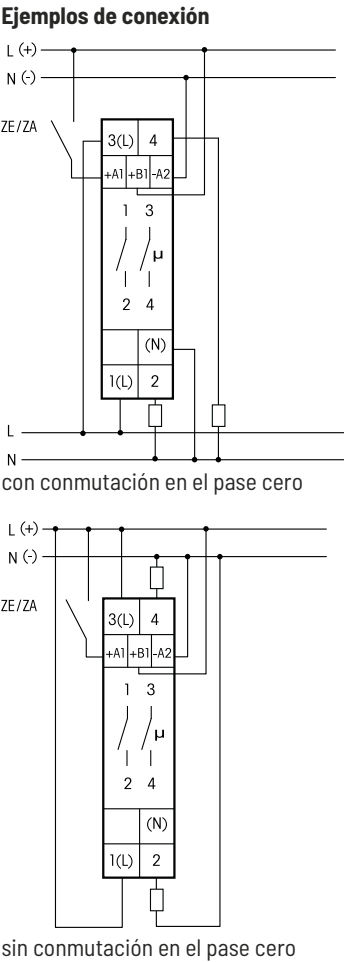 Ejemplos de conexión
L (+)
N (-)
ZE/ZA
3(L) 4
+A1 +B1 -A2
1 3
µ
2 4
(N)
1(L) 2
L
N
con conmutación en el pase cero
L (+)
N (-)
ZE/ZA
3(L) 4
+A1 +B1 -A2
1 3
µ
2 4
(N)
1(L) 2
sin conmutación en el pase cero